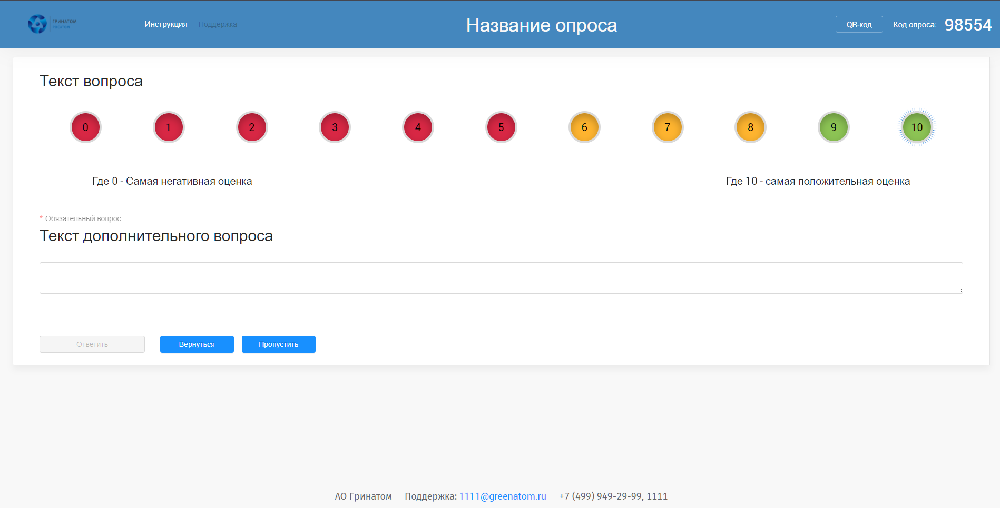 ГРИНАТОМ
РОСАТОМ
Инструкция
Поддержка
Название опроса
QR-код
Код опроса: 98554
Текст вопроса
0 1 2 3 4 5 6 7 8 9 10
Где 0 - Самая негативная оценка
Где 10 - самая положительная оценка
* Обязательный вопрос
Текст дополнительного вопроса
Ответить
Вернуться
Пропустить
АО Гринатом Поддержка: 1111@greenatom.ru +7 (499) 949-29-99, 1111